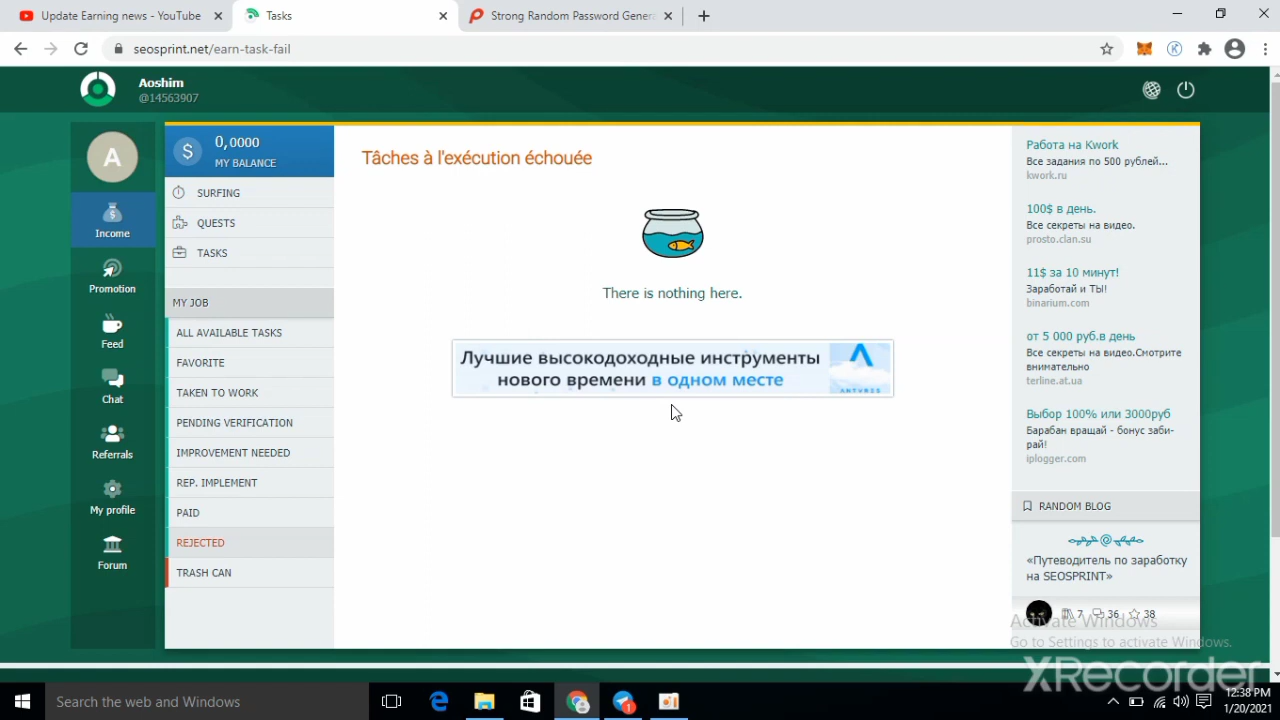 Update Earning news - YouTube
Tasks
Strong Random Password Gener
seosprint.net/earn-task-fail
Aoshim
@14563907
A
Income
Promotion
Feed
Chat
Referrals
My profile
Forum
$
0,0000
MY BALANCE
SURFING
QUESTS
TASKS
MY JOB
ALL AVAILABLE TASKS
FAVORITE
TAKEN TO WORK
PENDING VERIFICATION
IMPROVEMENT NEEDED
REP. IMPLEMENT
PAID
REJECTED
TRASH CAN
Tâches à l'exécution échouée
There is nothing here.
Лучшие высокодоходные инструменты
нового времени в одном месте
ANTARES
Работа на Kwork
Все задания по 500 рублей...
kwork.ru
100$ в день.
Все секреты на видео.
prosto.clan.su
11$ за 10 минут!
Заработай и ТЫ!
binarium.com
от 5 000 руб.в день
Все секреты на видео.Смотрите
внимательно
terline.at.ua
Выбор 100% или 3000руб
Барабан вращай - бонус заби-
рай!
iplogger.com
RANDOM BLOG
«Путеводитель по заработку
на SEOSPRINT»
7 36 38
Activate Windows
Go to Settings to activate Windows.
XRecorder
Search the web and Windows
12:38 PM
1/20/2021